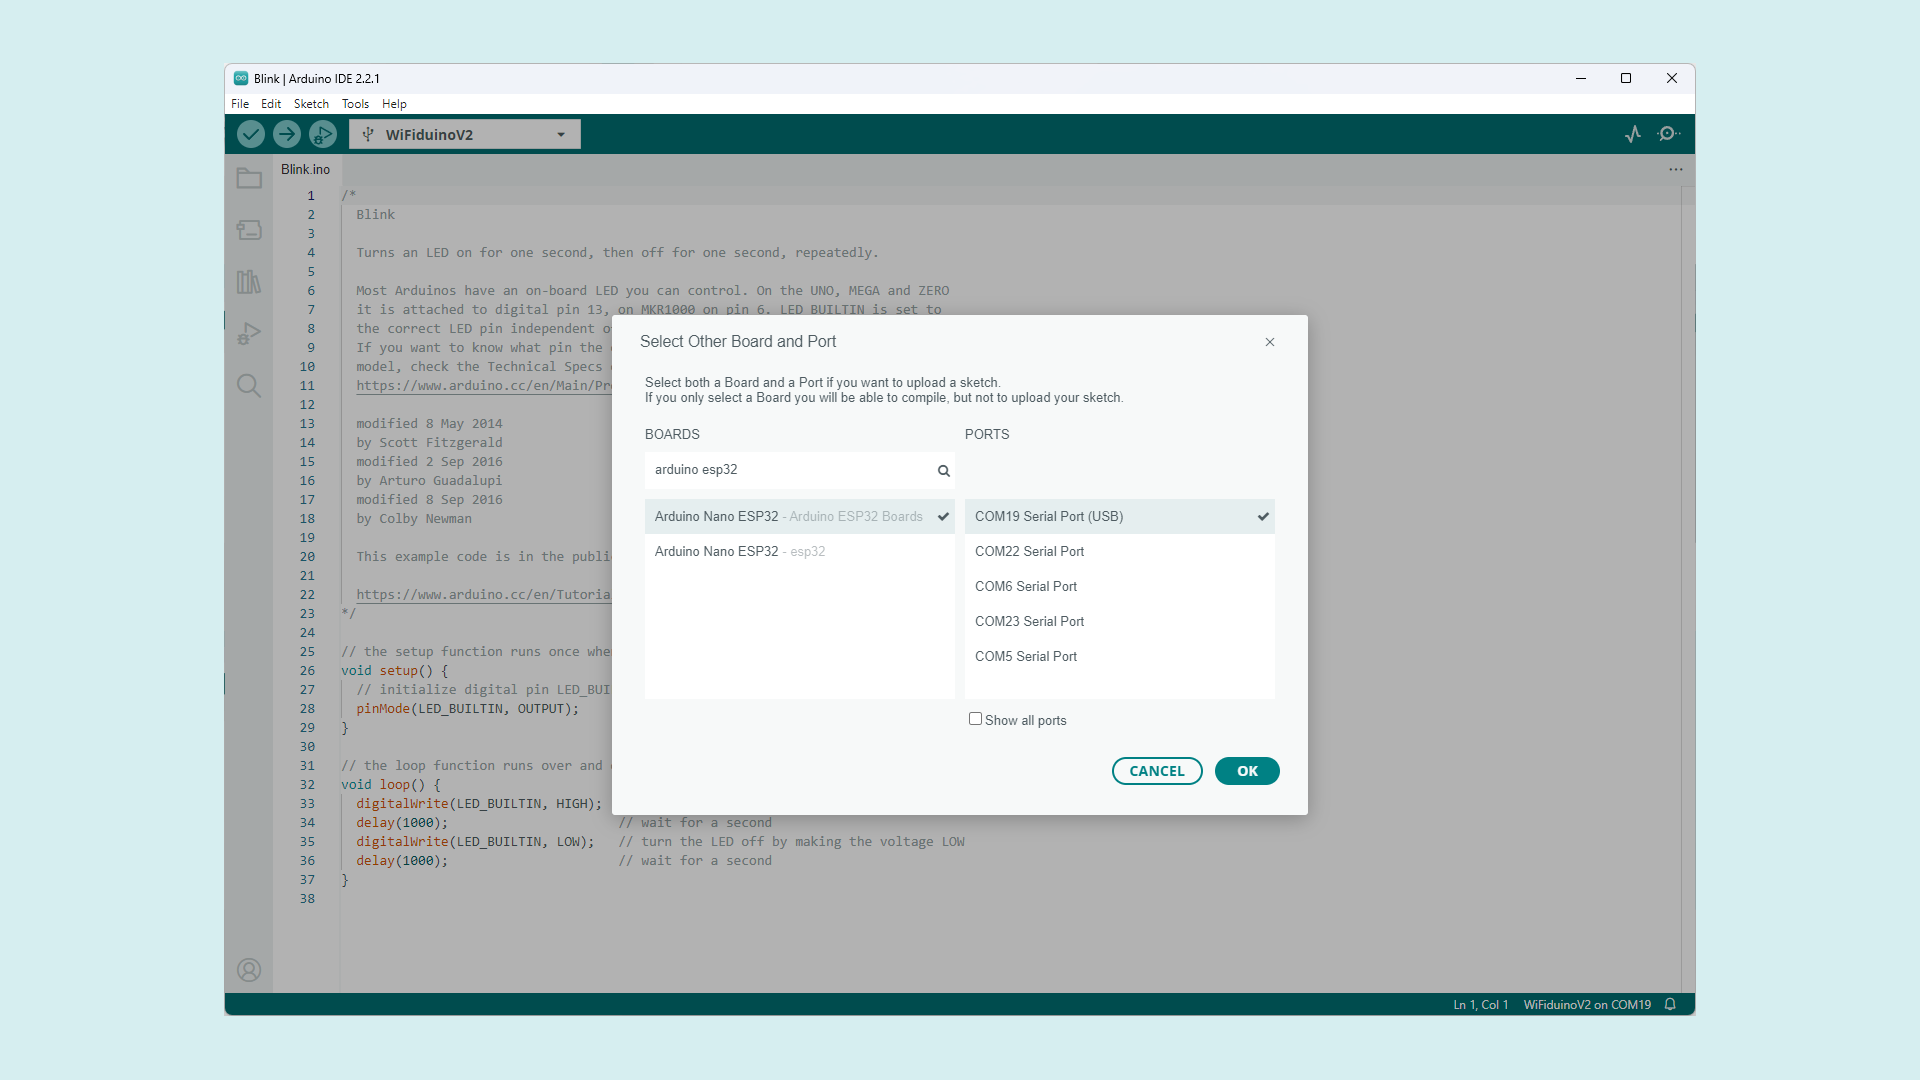 Blink | Arduino IDE 2.2.1
File Edit Sketch Tools Help
WiFiduinoV2
Blink.ino
1 /*
2 Blink
3
4 Turns an LED on for one second, then off for one second, repeatedly.
5
6 Most Arduinos have an on-board LED you can control. On the UNO, MEGA and ZERO
7 it is attached to digital pin 13, on MKR1000 on pin 6. LED_BUILTIN is set to
8 the correct LED pin independent
9 If you want to know what pin the
10 model, check the Technical Specs
11 https://www.arduino.cc/en/Main/Pr
12
13 modified 8 May 2014
14 by Scott Fitzgerald
15 modified 2 Sep 2016
16 by Arturo Guadalupi
17 modified 8 Sep 2016
18 by Colby Newman
19
20 This example code is in the publi
21
22 https://www.arduino.cc/en/Tutoria
23 */
24
25 // the setup function runs once whe
26 void setup() {
27 // initialize digital pin LED_BUI
28 pinMode(LED_BUILTIN, OUTPUT);
29 }
30
31 // the loop function runs over and
32 void loop() {
33 digitalWrite(LED_BUILTIN, HIGH);
34 delay(1000); // wait for a second
35 digitalWrite(LED_BUILTIN, LOW); // turn the LED off by making the voltage LOW
36 delay(1000); // wait for a second
37 }
38
Select Other Board and Port
Select both a Board and a Port if you want to upload a sketch.
If you only select a Board you will be able to compile, but not to upload your sketch.
BOARDS
arduino esp32
Arduino Nano ESP32 - Arduino ESP32 Boards
Arduino Nano ESP32 - esp32
PORTS
COM19 Serial Port (USB)
COM22 Serial Port
COM6 Serial Port
COM23 Serial Port
COM5 Serial Port
Show all ports
CANCEL OK
Ln 1, Col 1 WiFiduinoV2 on COM19